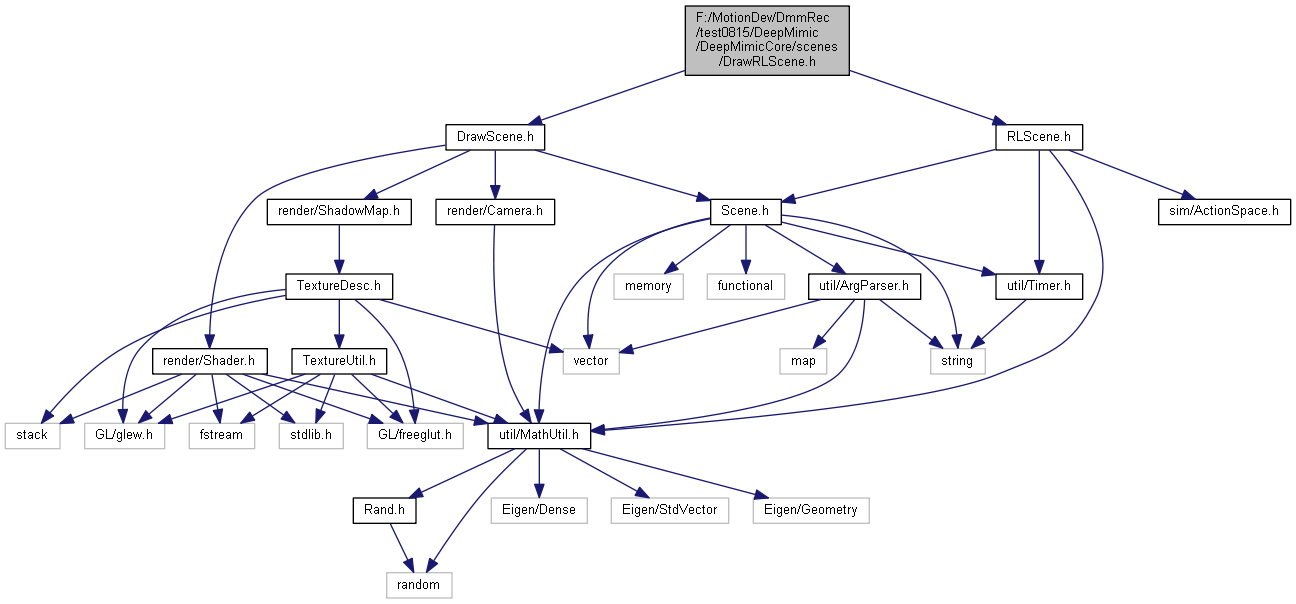 F:/MotionDev/DmmRec
/test0815/DeepMimic
/DeepMimicCore/scenes
/DrawRLScene.h
DrawScene.h
RLScene.h
render/ShadowMap.h
render/Camera.h
Scene.h
sim/ActionSpace.h
TextureDesc.h
memory
functional
util/ArgParser.h
util/Timer.h
render/Shader.h
TextureUtil.h
vector
map
string
stack
GL/glew.h
fstream
stdlib.h
GL/freeglut.h
util/MathUtil.h
Rand.h
Eigen/Dense
Eigen/StdVector
Eigen/Geometry
random